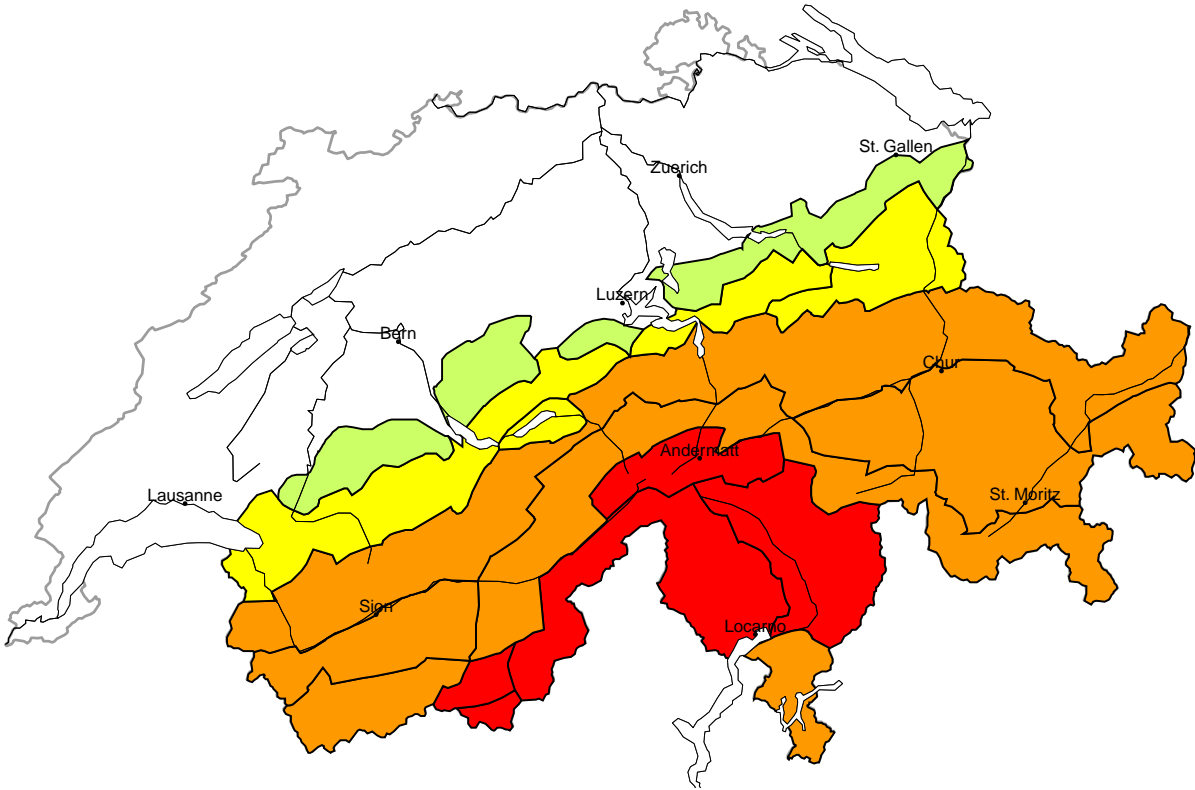 St. Gallen
Zuerich
Luzern
Bern
Chur
Andermatt
Lausanne
St. Moritz
Sion
Locarno